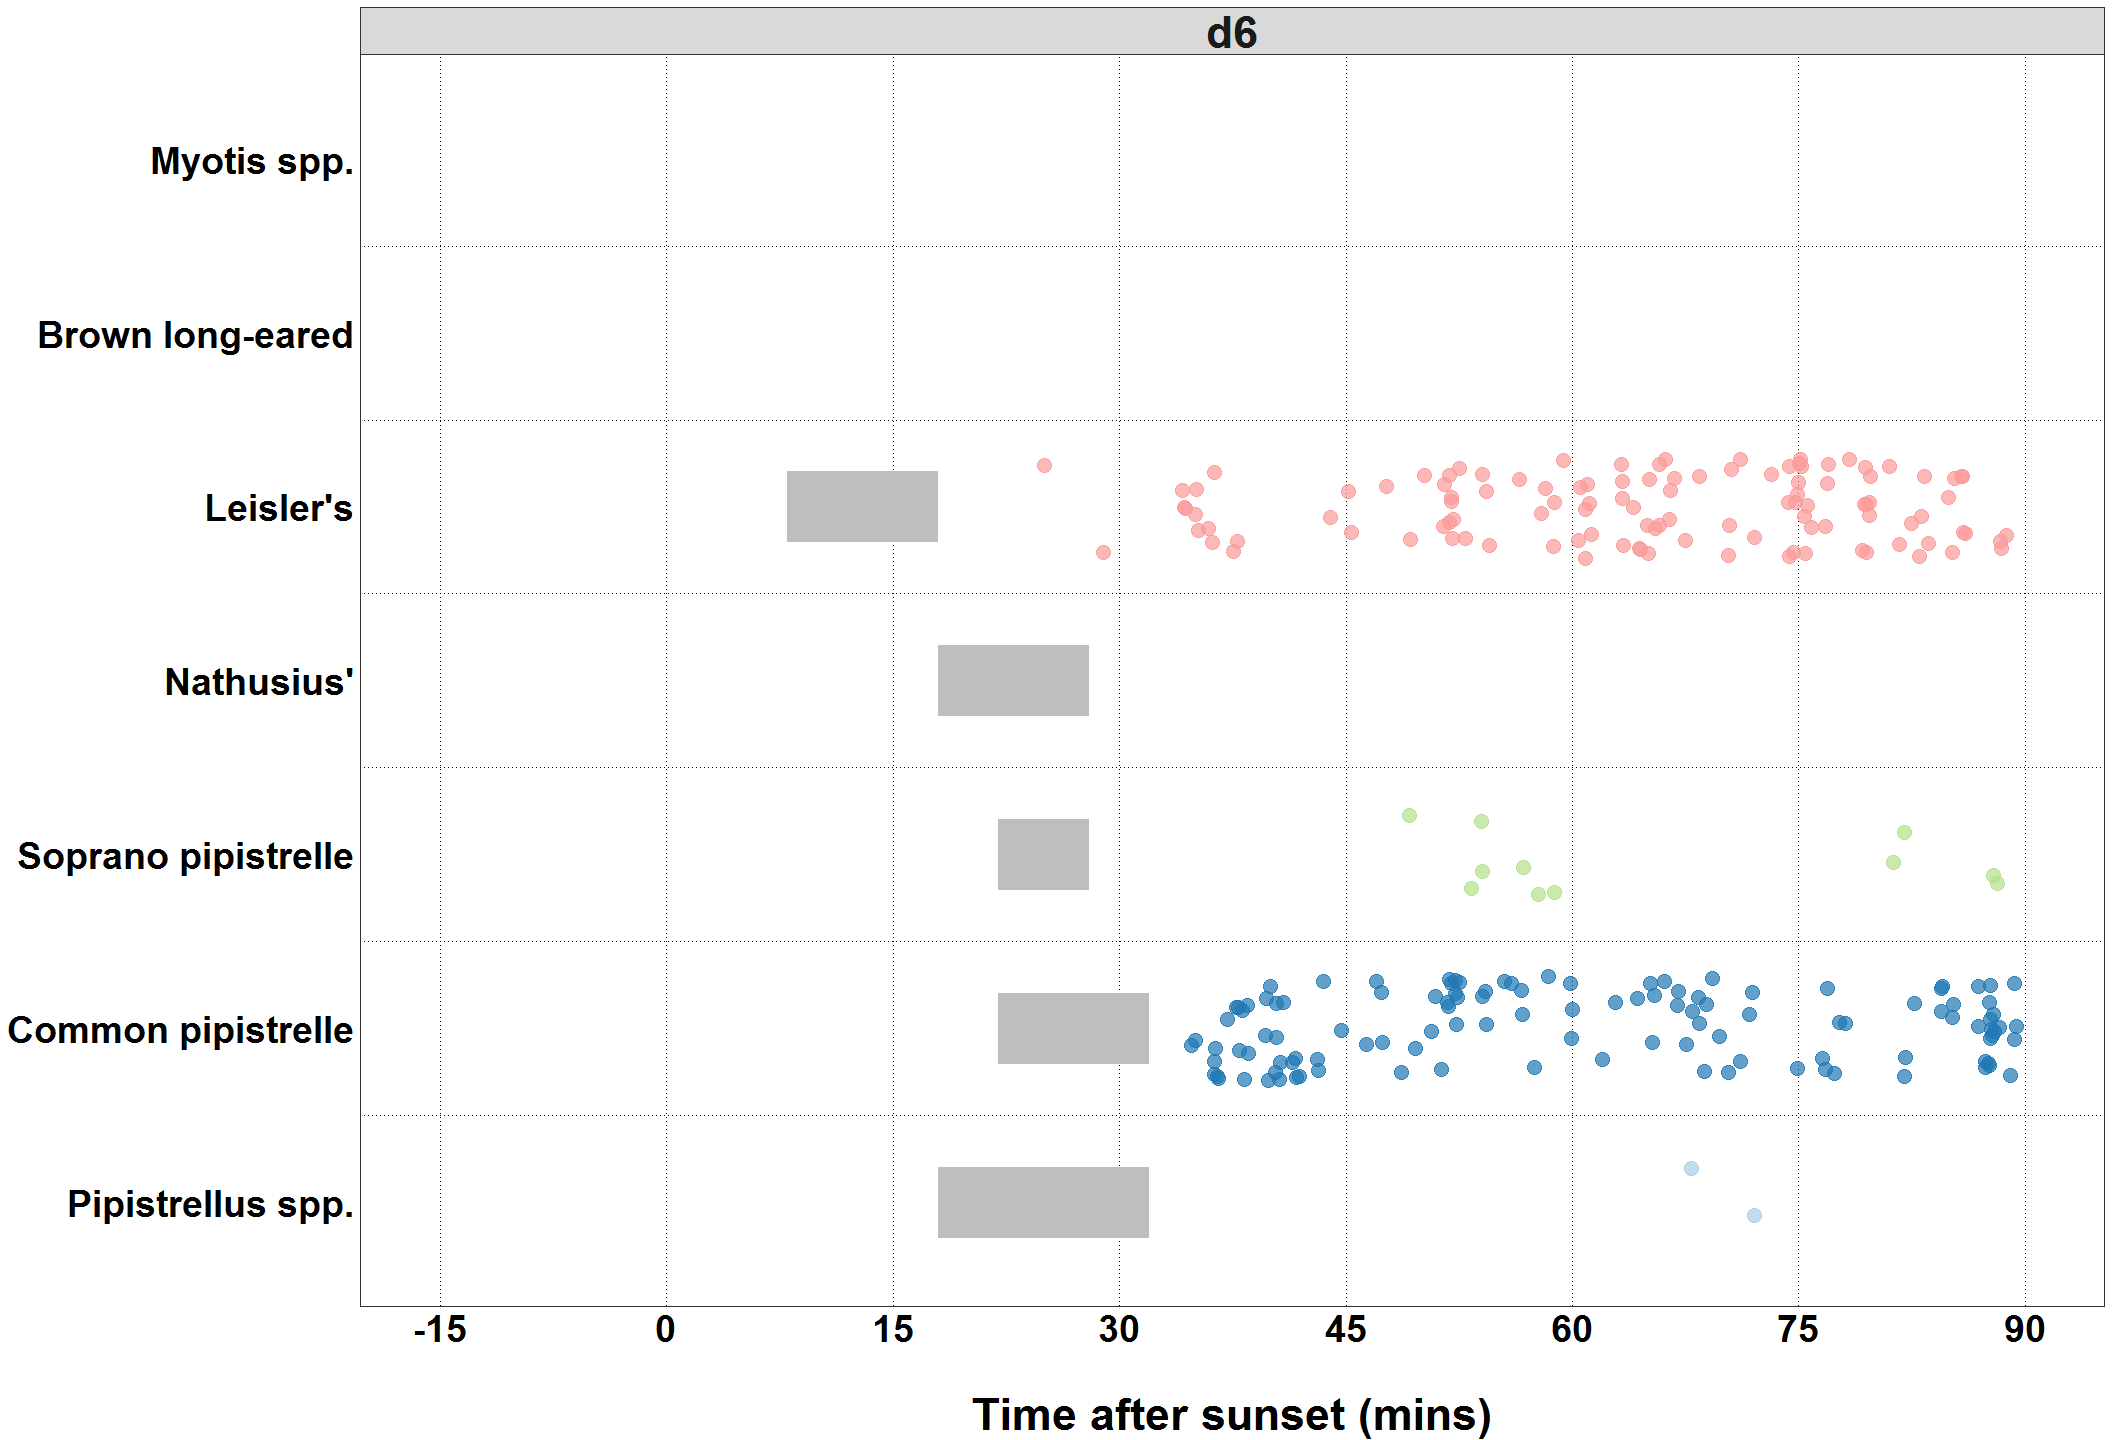 d6
Myotis spp.
Brown long-eared
Leisler's
Nathusius'
Soprano pipistrelle
Common pipistrelle
Pipistrellus spp.
-15 0 15 30 45 60 75 90
Time after sunset (mins)